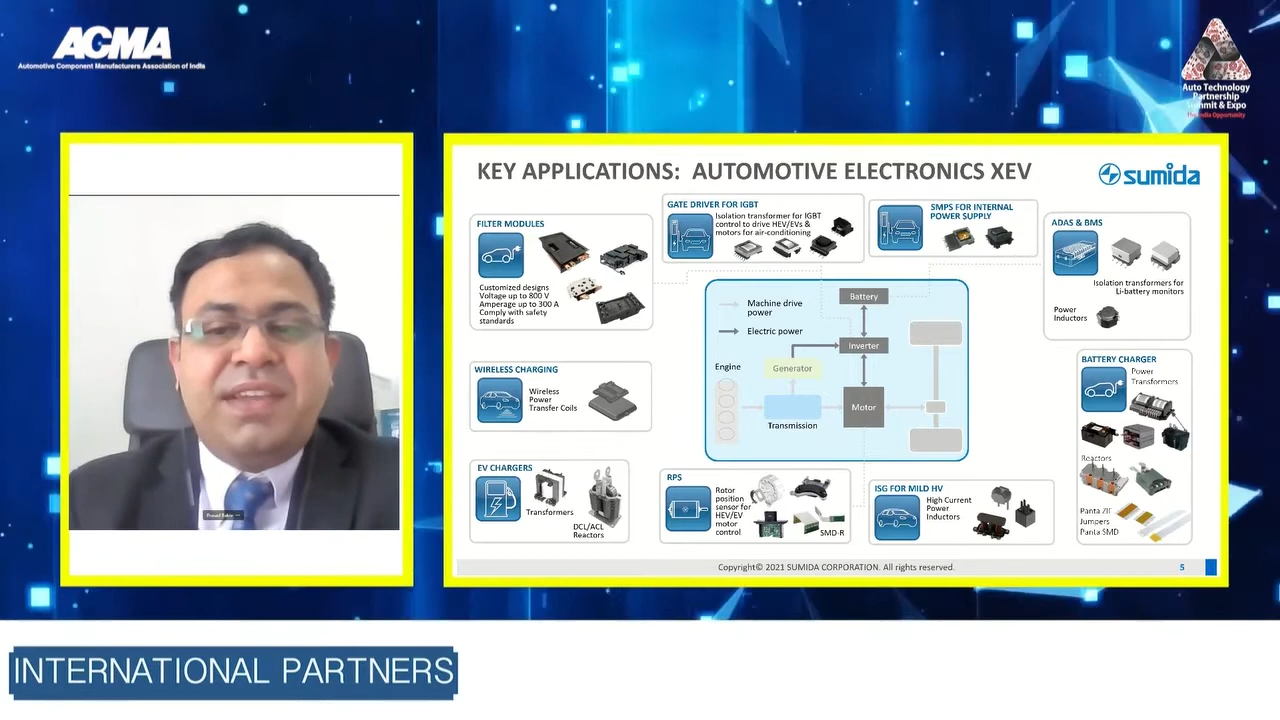 ACMA
Automotive Component Manufacturers Association of India
Auto Technology
Partnership
Summit & Expo
The India Opportunity
KEY APPLICATIONS: AUTOMOTIVE ELECTRONICS XEV
sumida
FILTER MODULES
Customized designs
Voltage up to 800 V
Amperage up to 300 A
Comply with safety
standards
GATE DRIVER FOR IGBT
Isolation transformer for IGBT
control to drive HEV/EVs &
motors for air-conditioning
SMPS FOR INTERNAL
POWER SUPPLY
ADAS & BMS
Isolation transformers for
Li-battery monitors
Power
Inductors
Machine drive
power
Electric power
Battery
Inverter
Engine
Generator
Transmission
Motor
WIRELESS CHARGING
Wireless
Power
Transfer Coils
BATTERY CHARGER
Power
Transformers
Reactors
Panta ZIF
Jumpers
Panta SMD
EV CHARGERS
Transformers
DCL/ACL
Reactors
RPS
Rotor
position
sensor for
HEV/EV
motor
control
SMD-R
ISG FOR MILD HV
High Current
Power
Inductors
Copyright© 2021 SUMIDA CORPORATION. All rights reserved.
5
INTERNATIONAL PARTNERS